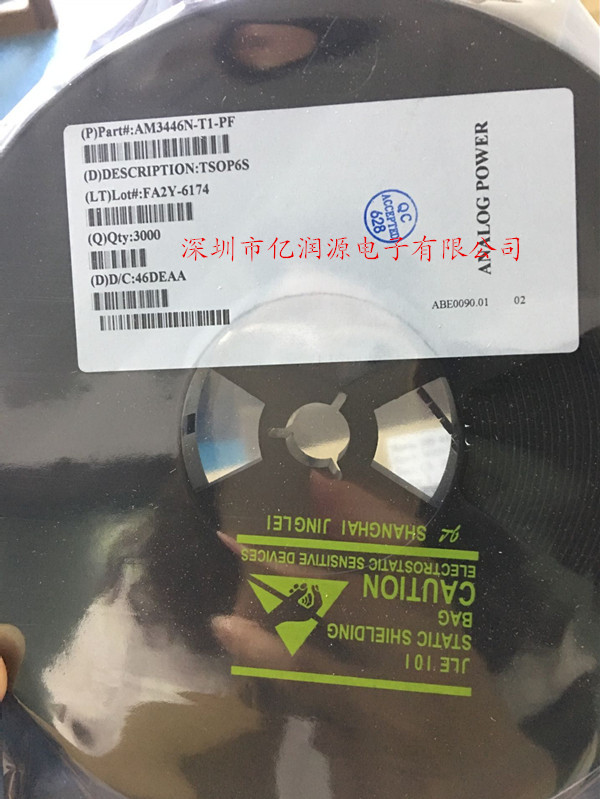 (P)Part#:AM3446N-T1-PF
(D)DESCRIPTION:TSOP6S
(LT)Lot#:FA2Y-6174
(Q)Qty:3000
(D)D/C:46DEAA
QC
ACCEPTED
628
ANALOG POWER
ABE0090.01 02
深圳市亿润源电子有限公司
JLE'101
STATIC SHIELDING
BAG
CAUTION
ELECTROSTATIC SENSITIVE DEVICES
SHANGHAI JINGLEI